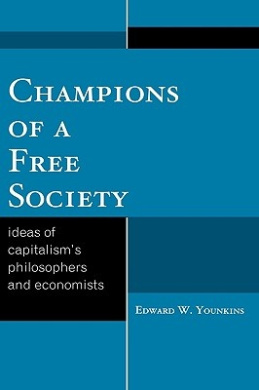 CHAMPIONS
OF A
FREE
SOCIETY
ideas of
capitalism's
philosophers
and economists
EDWARD W. YOUNKINS